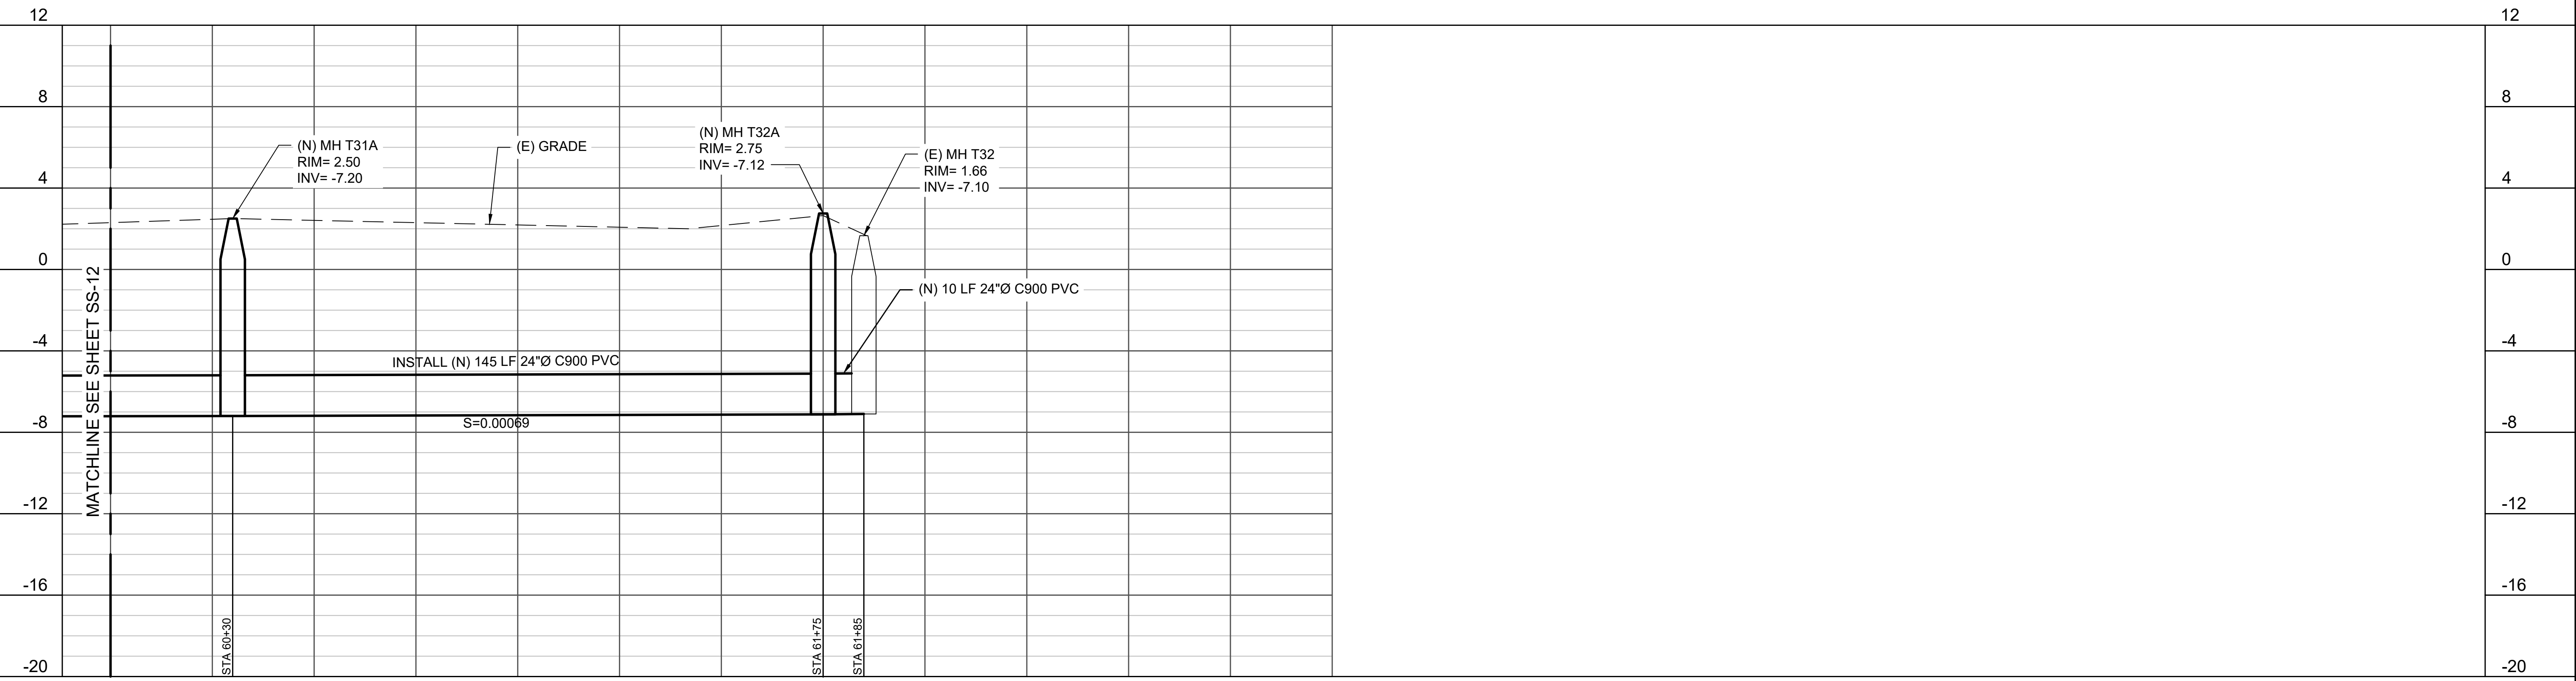 12
12
8
8
(N) MH T31A
RIM= 2.50
INV= -7.20
(E) GRADE
(N) MH T32A
RIM= 2.75
INV= -7.12
(E) MH T32
RIM= 1.66
INV= -7.10
4
4
0
0
(N) 10 LF 24"Ø C900 PVC
MATCHLINE SEE SHEET SS-12
-4
-4
INSTALL (N) 145 LF 24"Ø C900 PVC
S=0.00069
-8
-8
-12
-12
-16
-16
STA 60+30
STA 61+75
STA 61+85
-20
-20